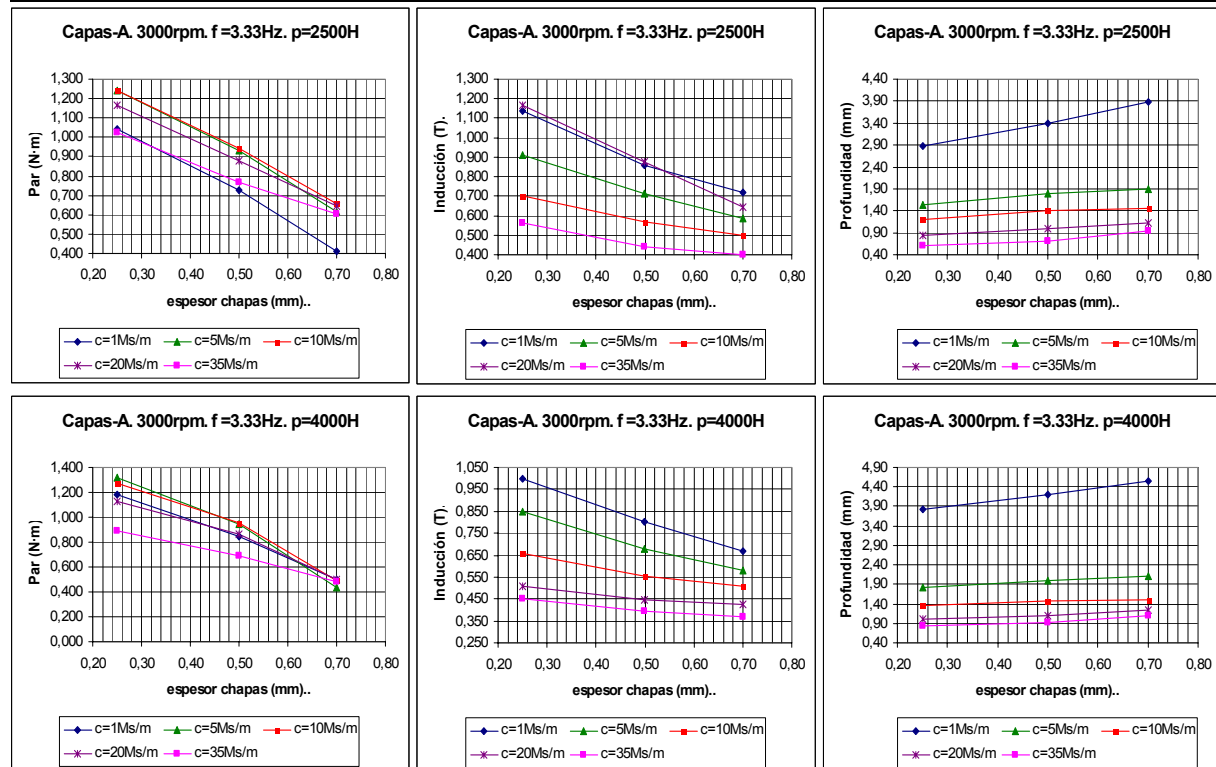 Capas-A. 3000rpm. f =3.33Hz. p=2500H
Par (N·m)
1,300
1,200
1,100
1,000
0,900
0,800
0,700
0,600
0,500
0,400
0,20 0,30 0,40 0,50 0,60 0,70 0,80
espesor chapas (mm)..
c=1Ms/m c=5Ms/m c=10Ms/m
c=20Ms/m c=35Ms/m
Capas-A. 3000rpm. f =3.33Hz. p=2500H
Inducción (T).
1,300
1,200
1,100
1,000
0,900
0,800
0,700
0,600
0,500
0,400
0,20 0,30 0,40 0,50 0,60 0,70 0,80
espesor chapas (mm)..
c=1Ms/m c=5Ms/m c=10Ms/m
c=20Ms/m c=35Ms/m
Capas-A. 3000rpm. f =3.33Hz. p=2500H
Profundidad (mm)
4,40
3,90
3,40
2,90
2,40
1,90
1,40
0,90
0,40
0,20 0,30 0,40 0,50 0,60 0,70 0,80
espesor chapas (mm)..
c=1Ms/m c=5Ms/m c=10Ms/m
c=20Ms/m c=35Ms/m
Capas-A. 3000rpm. f =3.33Hz. p=4000H
Par (N·m)
1,400
1,200
1,000
0,800
0,600
0,400
0,200
0,000
0,20 0,30 0,40 0,50 0,60 0,70 0,80
espesor chapas (mm)..
c=1Ms/m c=5Ms/m c=10Ms/m
c=20Ms/m c=35Ms/m
Capas-A. 3000rpm. f =3.33Hz. p=4000H
Inducción (T).
1,050
0,950
0,850
0,750
0,650
0,550
0,450
0,350
0,250
0,20 0,30 0,40 0,50 0,60 0,70 0,80
espesor chapas (mm)..
c=1Ms/m c=5Ms/m c=10Ms/m
c=20Ms/m c=35Ms/m
Capas-A. 3000rpm. f =3.33Hz. p=4000H
Profundidad (mm)
4,90
4,40
3,90
3,40
2,90
2,40
1,90
1,40
0,90
0,40
0,20 0,30 0,40 0,50 0,60 0,70 0,80
espesor chapas (mm)..
c=1Ms/m c=5Ms/m c=10Ms/m
c=20Ms/m c=35Ms/m